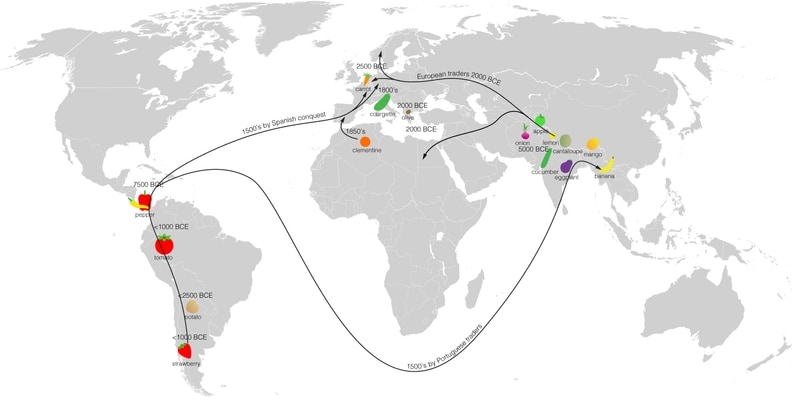 2500 BCE
European traders 2000 BCE
carrot
1800's
courgette
2000 BCE
olive
1500's by Spanish conquest
1850's
clementine
2000 BCE
apple
onion
lemon
5000 BCE
cantaloupe
mango
cucumber
eggplant
banana
7500 BCE
pepper
<1000 BCE
tomato
<2500 BCE
potato
<1000 BCE
strawberry
1500's by Portuguese traders